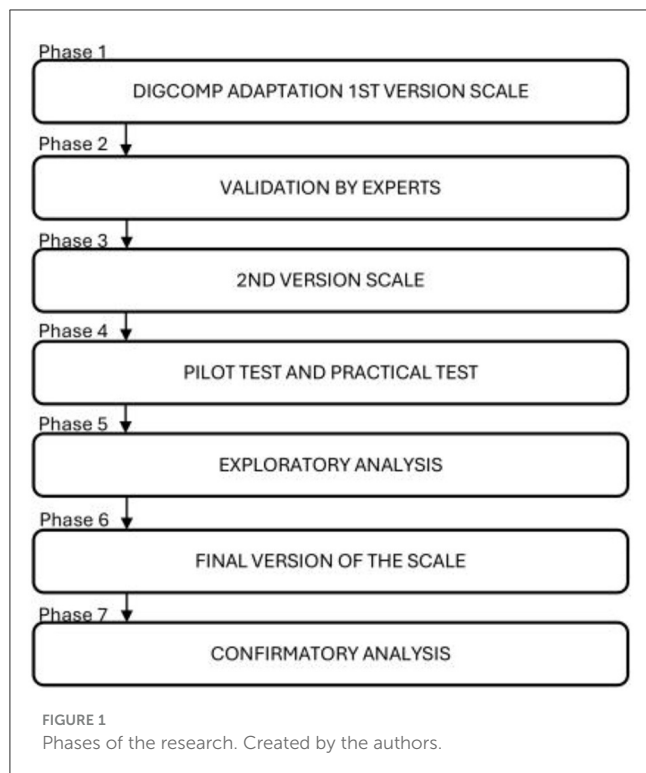 Phase 1
DIGCOMP ADAPTATION 1ST VERSION SCALE
Phase 2
VALIDATION BY EXPERTS
Phase 3
2ND VERSION SCALE
Phase 4
PILOT TEST AND PRACTICAL TEST
Phase 5
EXPLORATORY ANALYSIS
Phase 6
FINAL VERSION OF THE SCALE
Phase 7
CONFIRMATORY ANALYSIS
FIGURE 1
Phases of the research. Created by the authors.